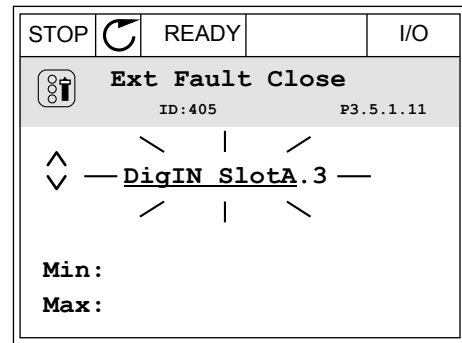 STOP READY I/O
Ext Fault Close
ID:405 P3.5.1.11
DigIN SlotA.3
Min:
Max: